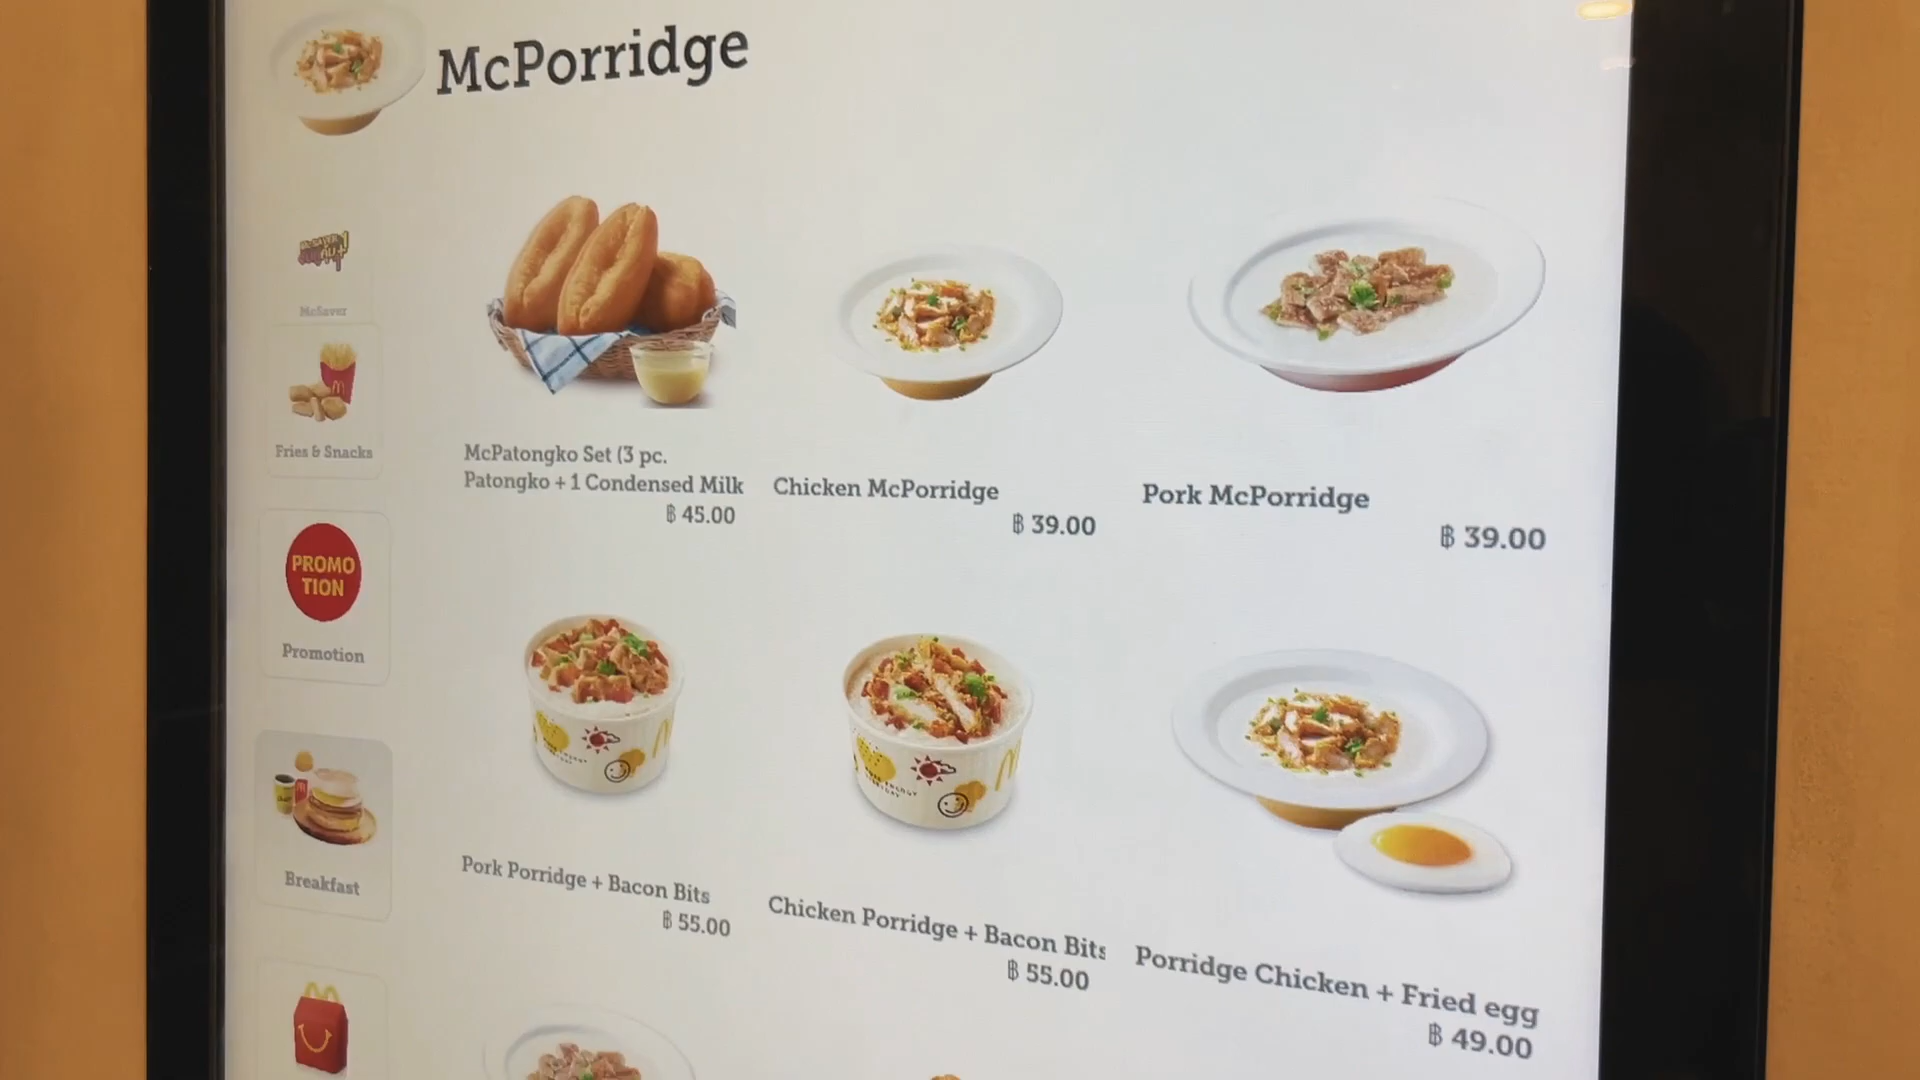 McPorridge
McSaver
Fries & Snacks
PROMO
TION
Promotion
Breakfast
McPatongko Set (3 pc.
Patongko + 1 Condensed Milk
฿ 45.00
Chicken McPorridge
฿ 39.00
Pork McPorridge
฿ 39.00
Pork Porridge + Bacon Bits
฿ 55.00
Chicken Porridge + Bacon Bits
฿ 55.00
Porridge Chicken + Fried egg
฿ 49.00